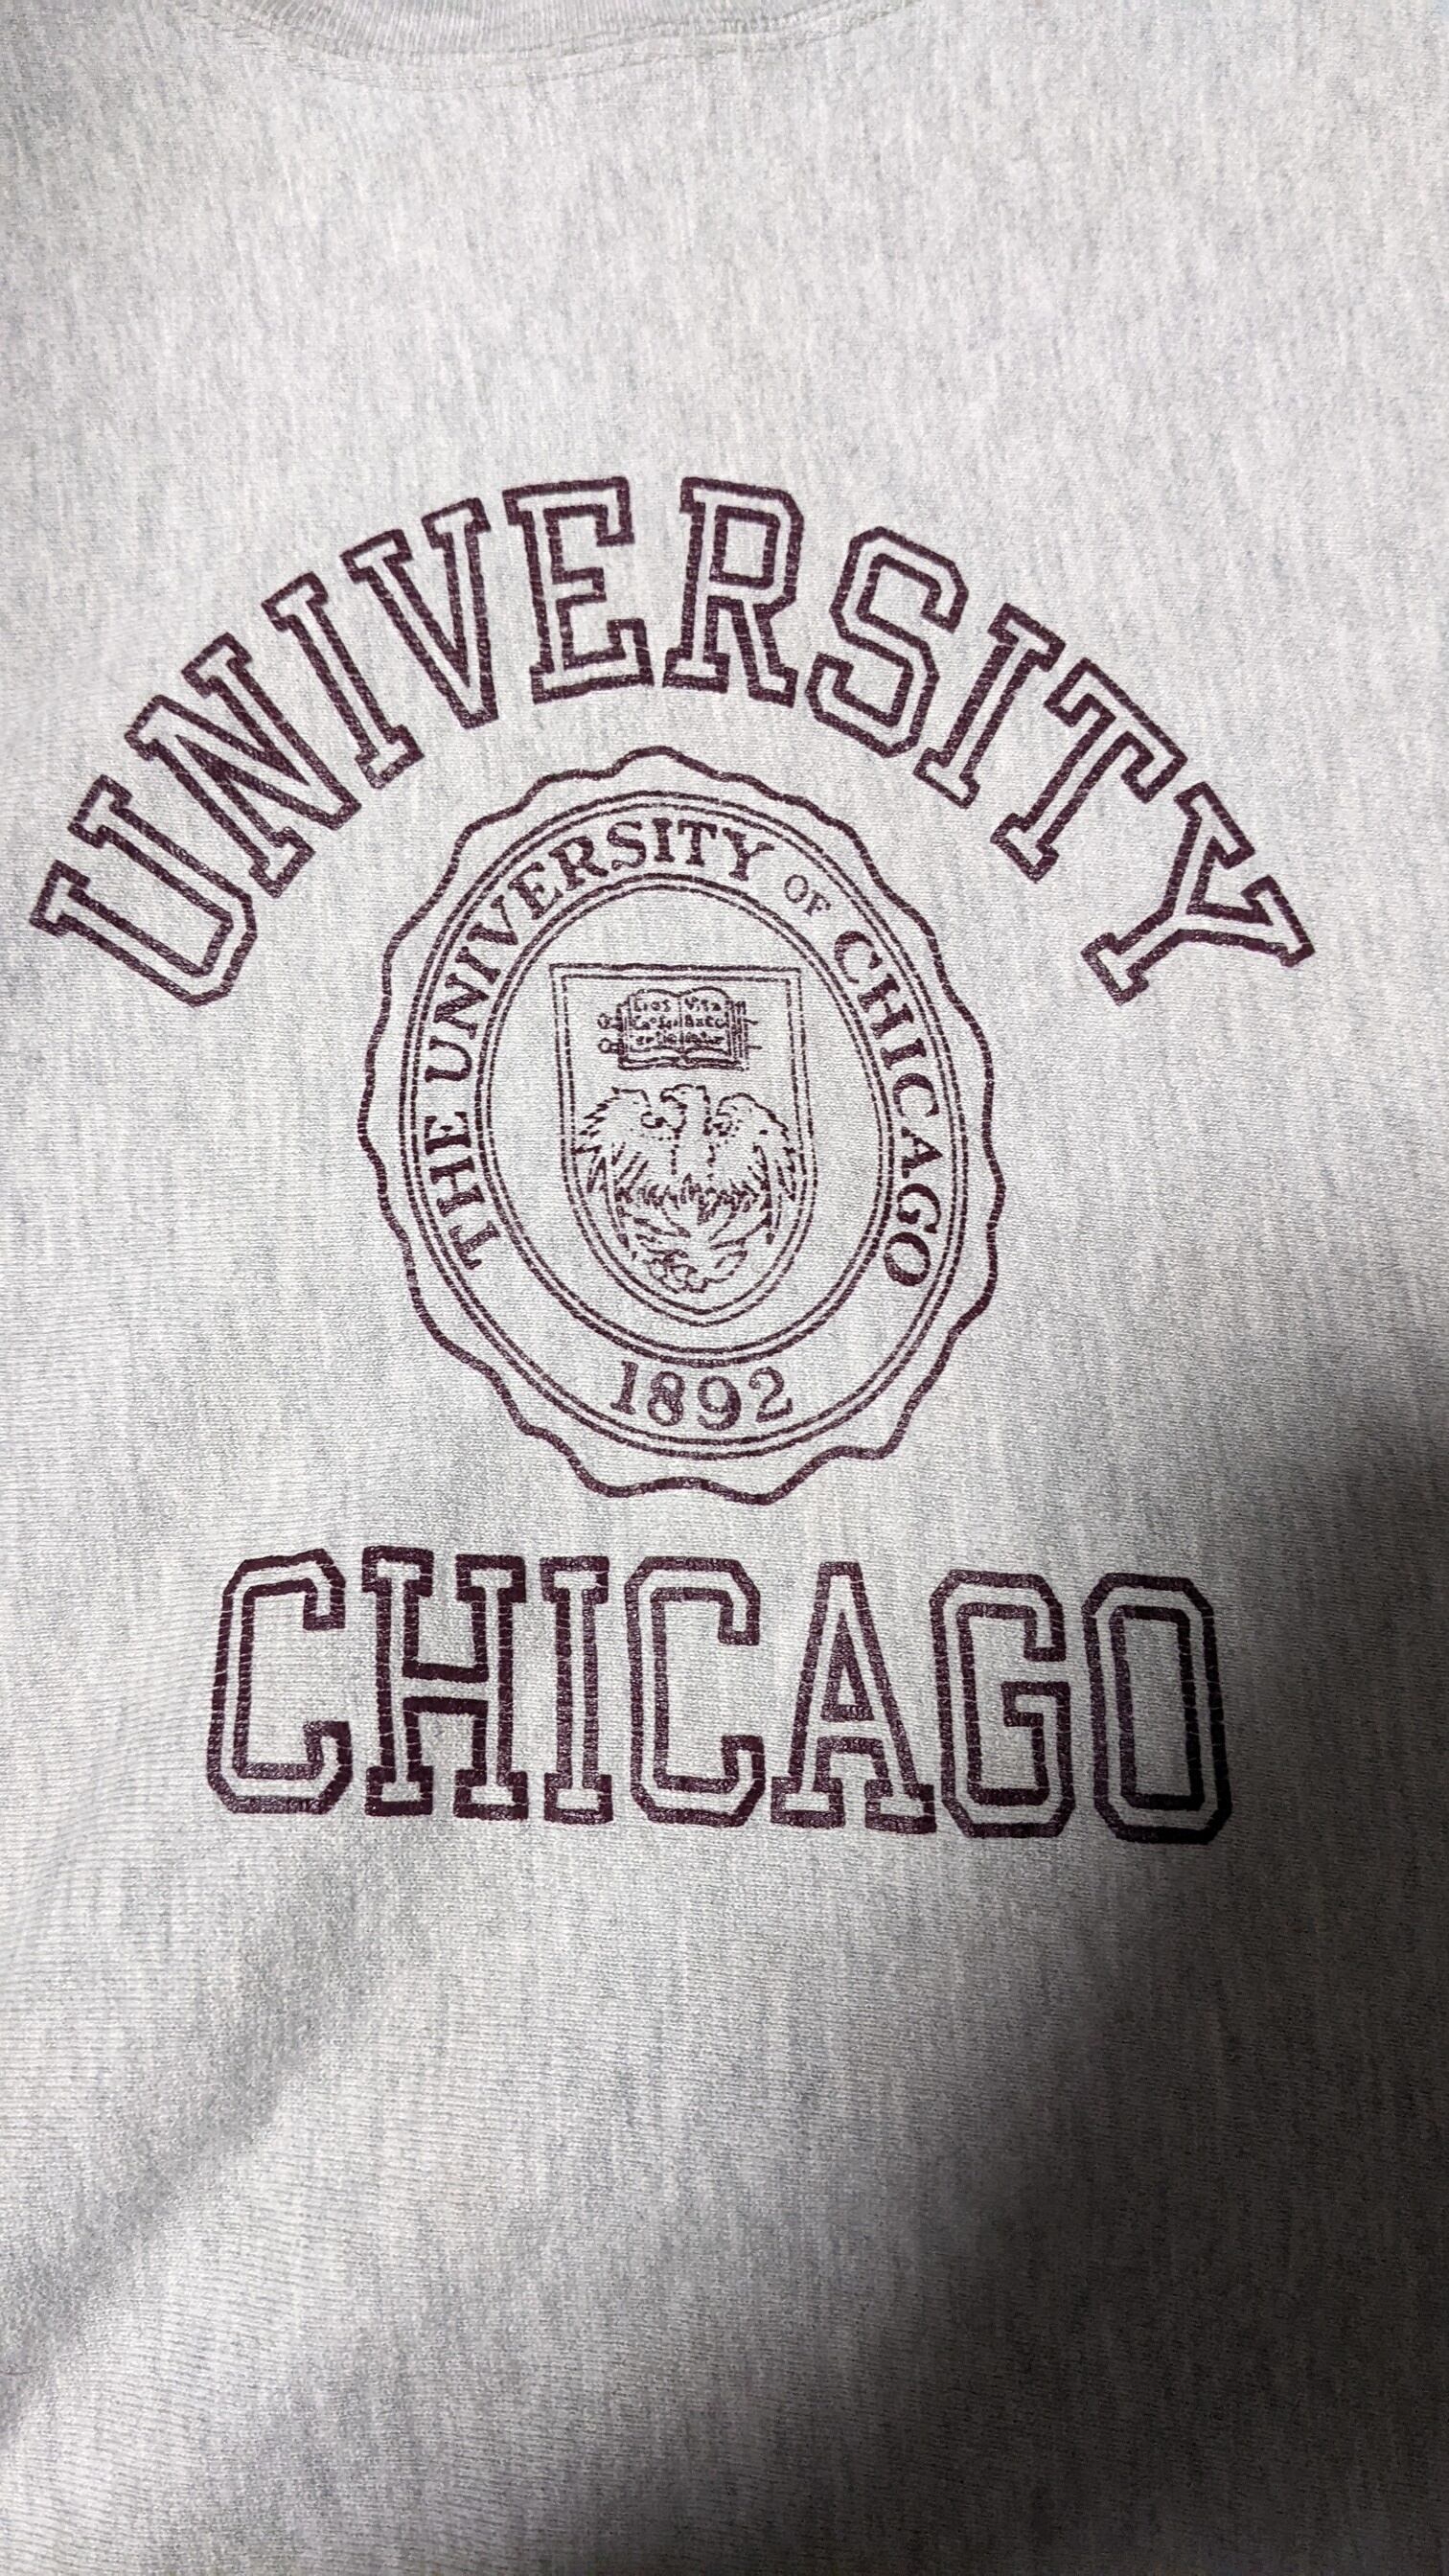 UNIVERSITY
THE UNIVERSITY OF CHICAGO
1892
CHICAGO